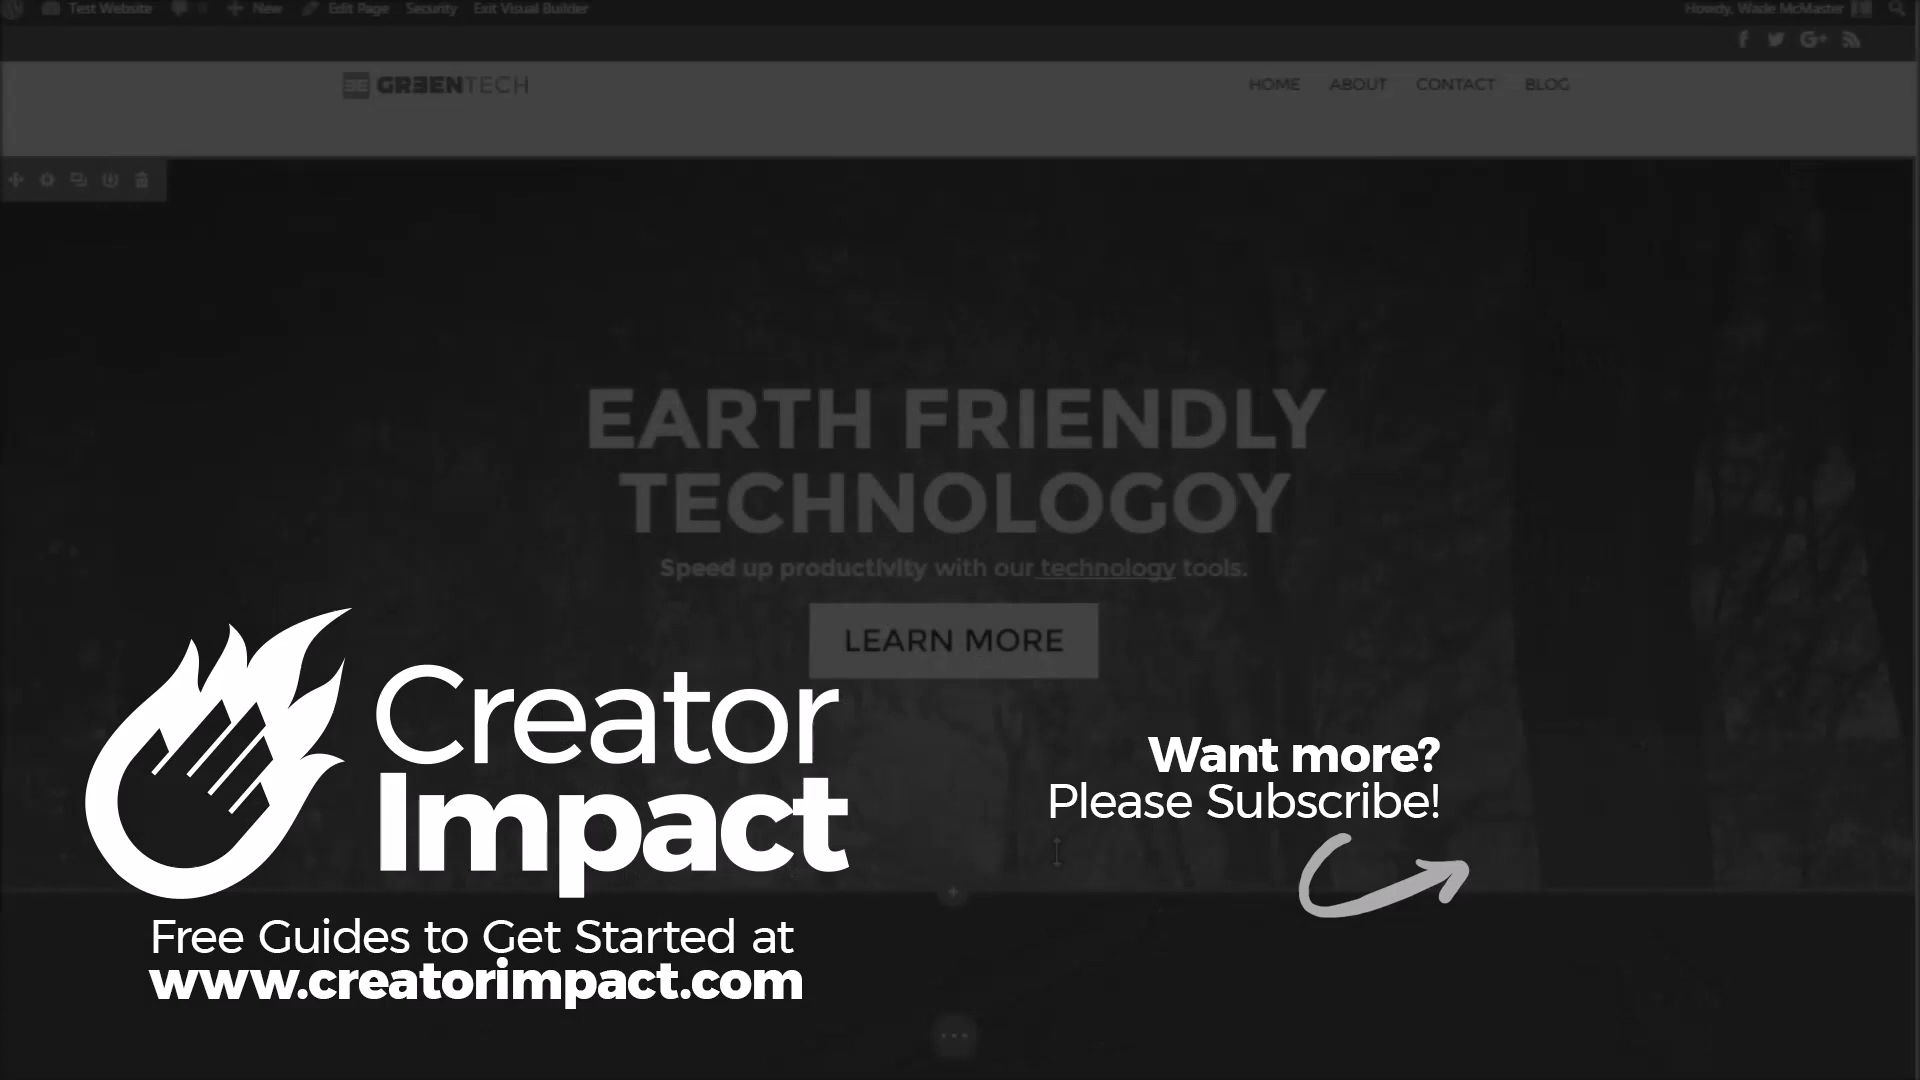 Test Website New Edit Page Security Exit Visual Builder Howdy, Wade McMaster
GREENTECH HOME ABOUT CONTACT BLOG
EARTH FRIENDLY
TECHNOLOGOY
Speed up productivity with our technology tools.
LEARN MORE
Creator
Impact
Want more?
Please Subscribe!
Free Guides to Get Started at
www.creatorimpact.com